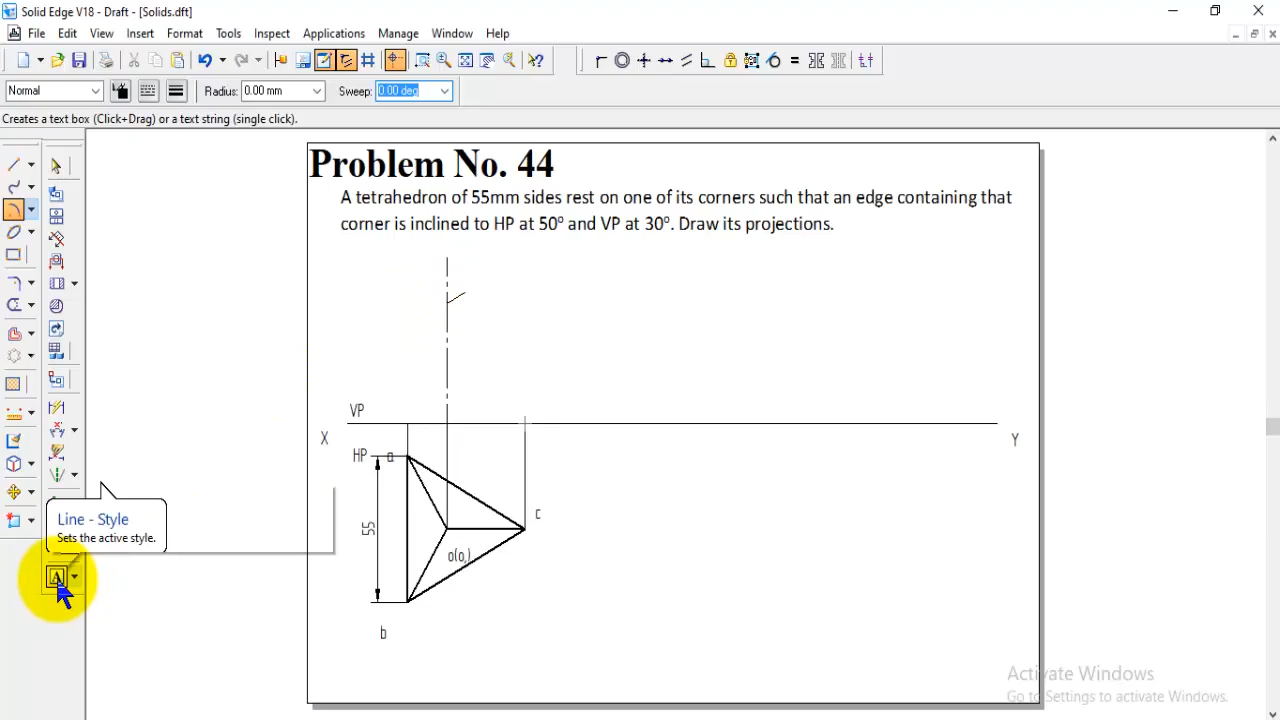 Solid Edge V18 - Draft - [Solids.dft]
File Edit View Insert Format Tools Inspect Applications Manage Window Help
Normal Radius: 0.00 mm Sweep: 0.00 deg
Creates a text box (Click+Drag) or a text string (single click).
Problem No. 44
A tetrahedron of 55mm sides rest on one of its corners such that an edge containing that
corner is inclined to HP at 50° and VP at 30°. Draw its projections.
VP
X
Y
HP
a
c
55
o(o,)
b
Line - Style
Sets the active style.
A
Activate Windows
Go to Settings to activate Windows.